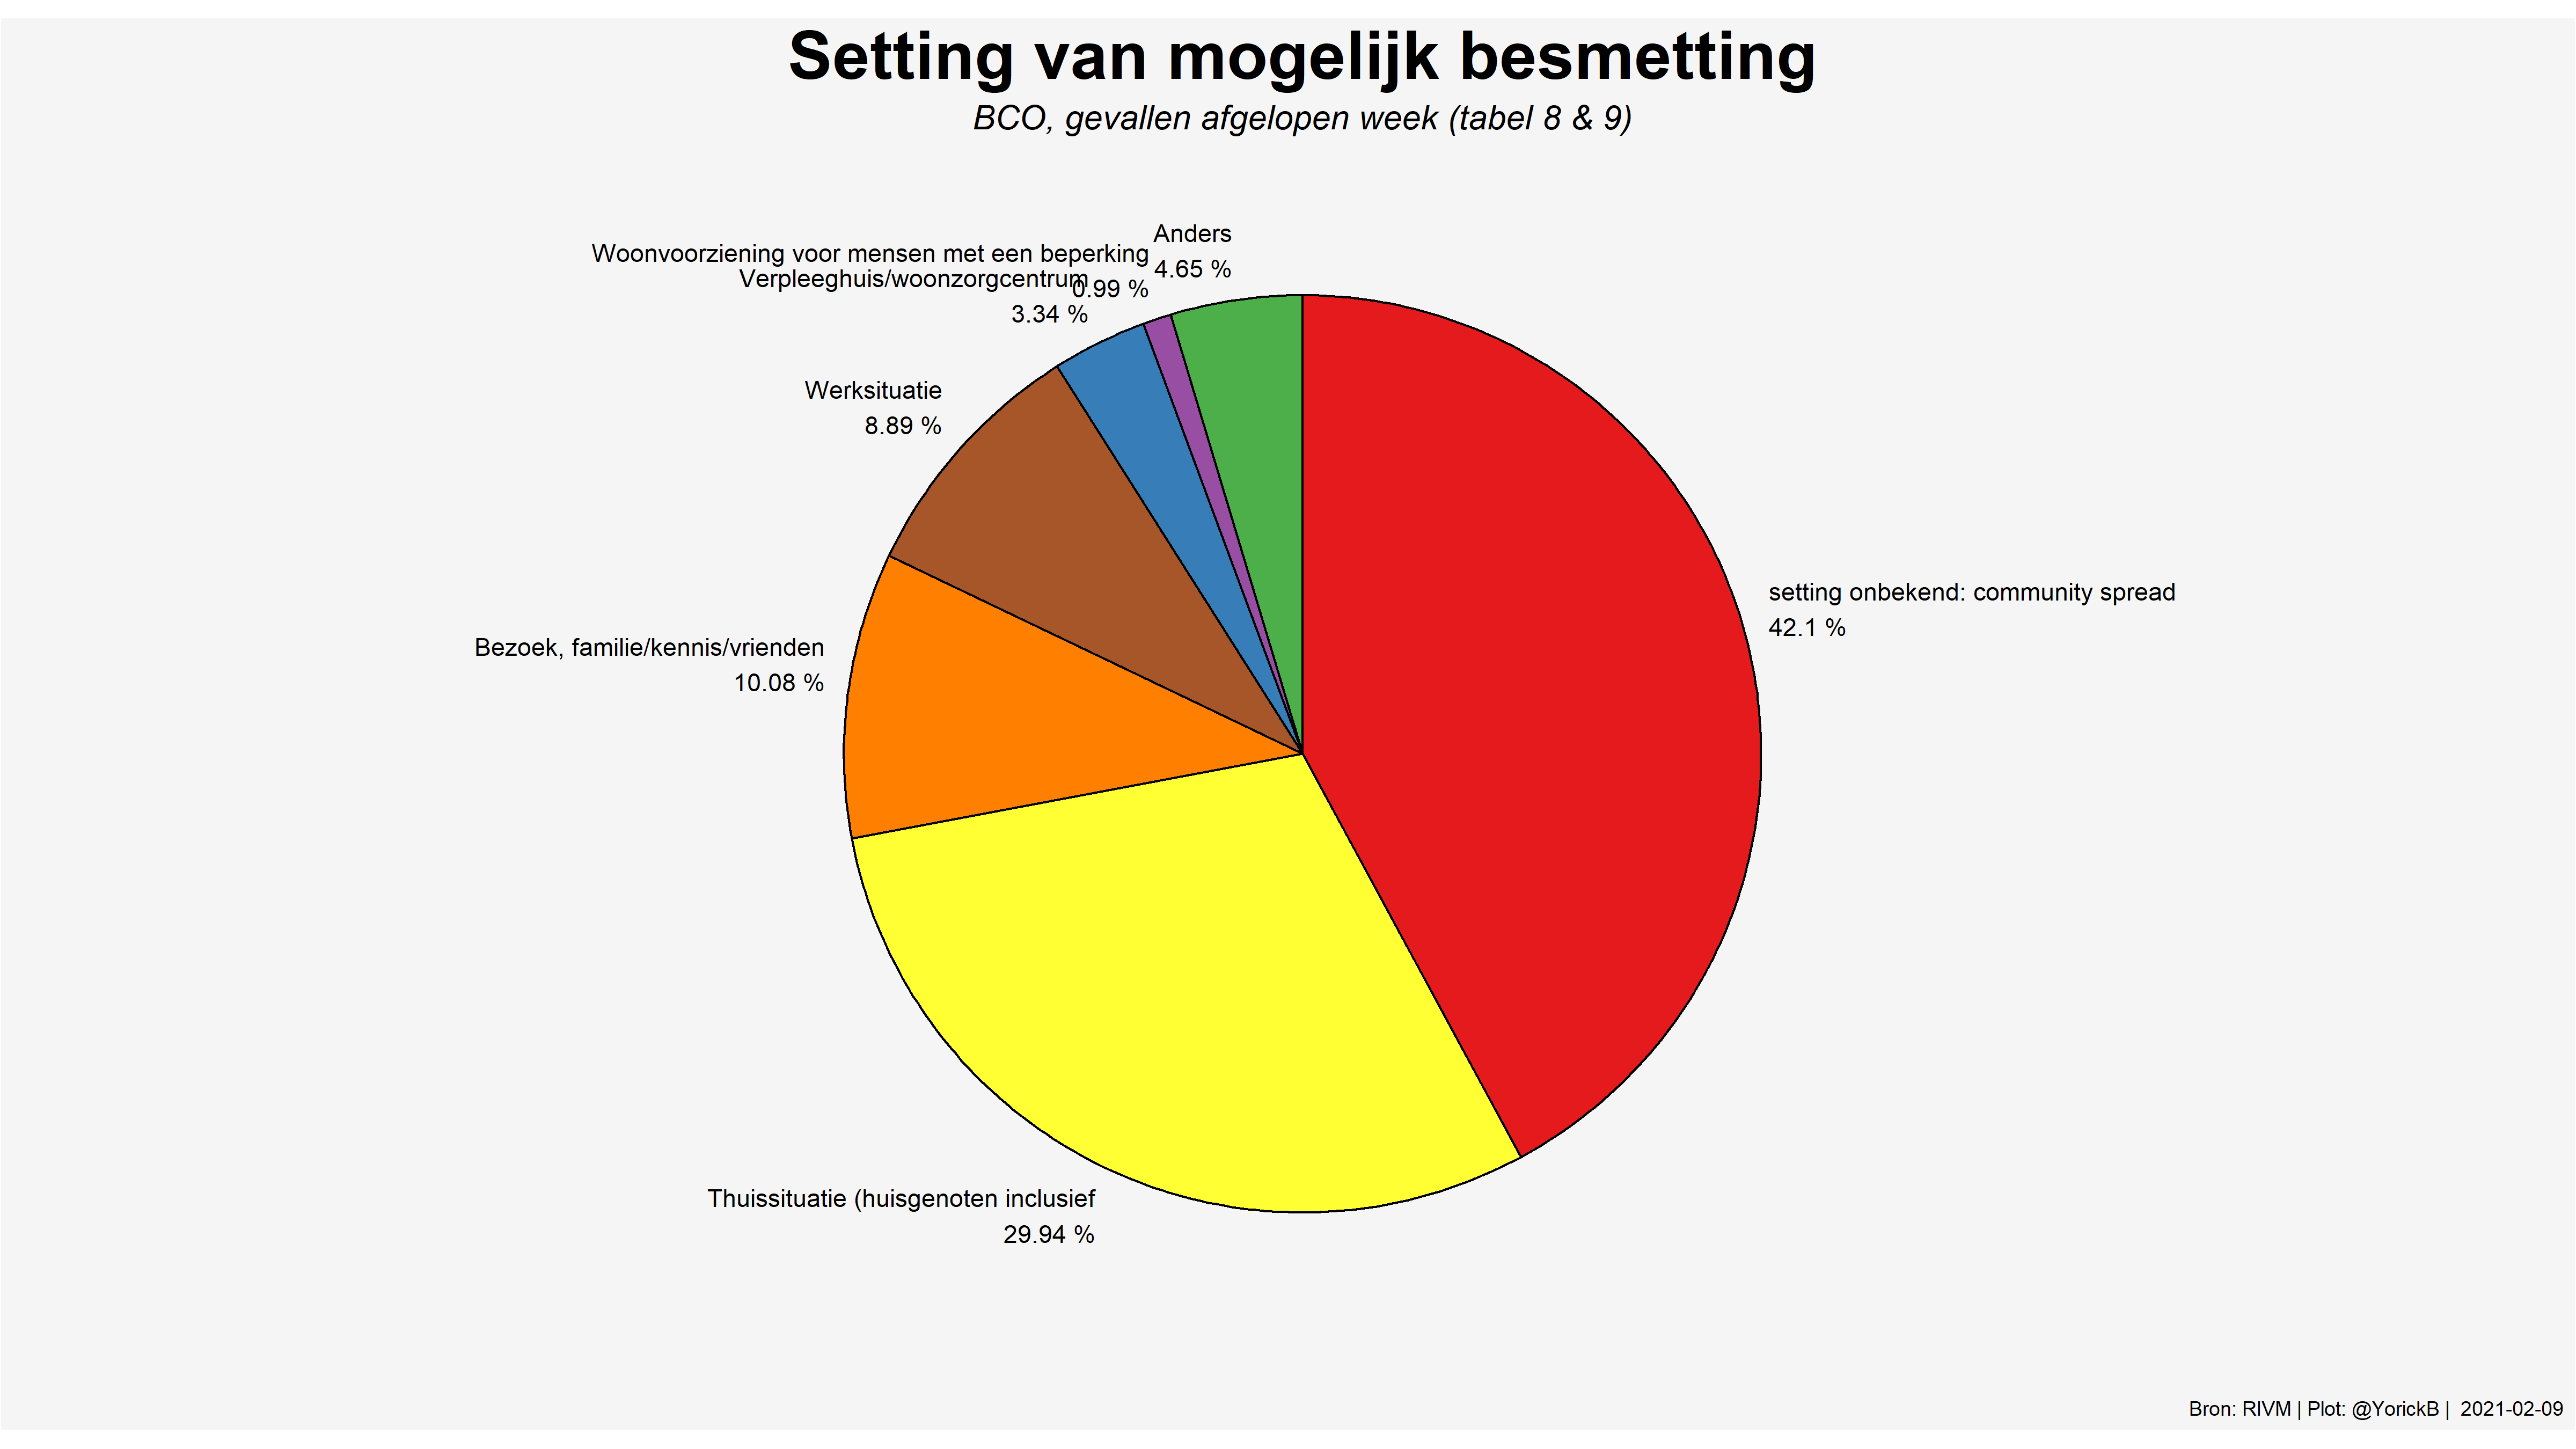 Setting van mogelijk besmetting
BCO, gevallen afgelopen week (tabel 8 & 9)
Anders
4.65 %
Woonvoorziening voor mensen met een beperking
0.99 %
Verpleeghuis/woonzorgcentrum
3.34 %
Werksituatie
8.89 %
setting onbekend: community spread
42.1 %
Bezoek, familie/kennis/vrienden
10.08 %
Thuissituatie (huisgenoten inclusief
29.94 %
Bron: RIVM | Plot: @YorickB | 2021-02-09